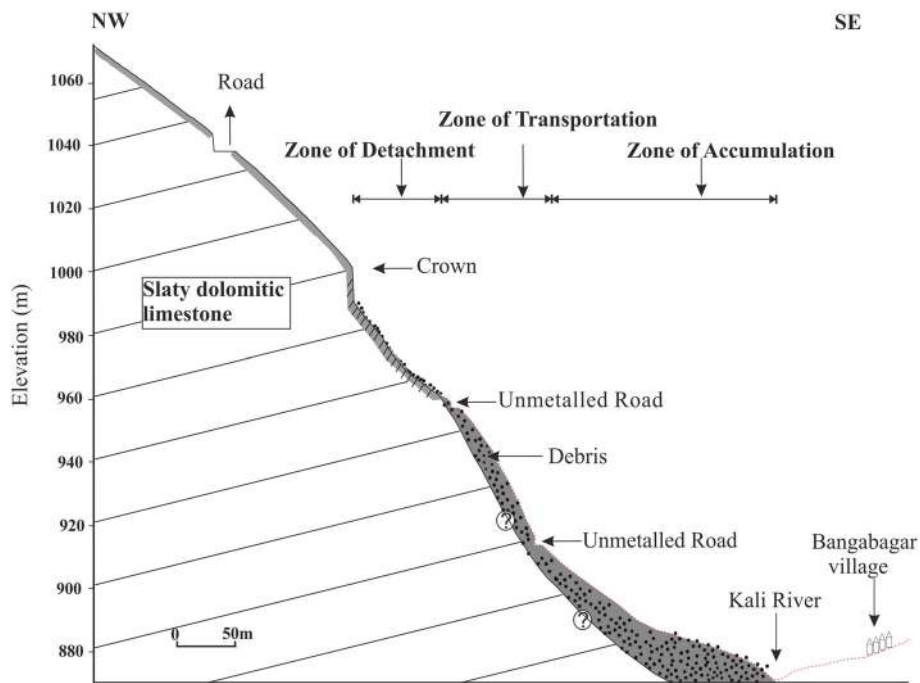 NW
SE
1060
1040
1020
1000
980
960
940
920
900
880
Elevation (m)
Road
Zone of Transportation
Zone of Detachment
Zone of Accumulation
Crown
Slaty dolomitic
limestone
Unmetalled Road
Debris
?
Unmetalled Road
Bangabagar
village
Kali River
?
0 50m